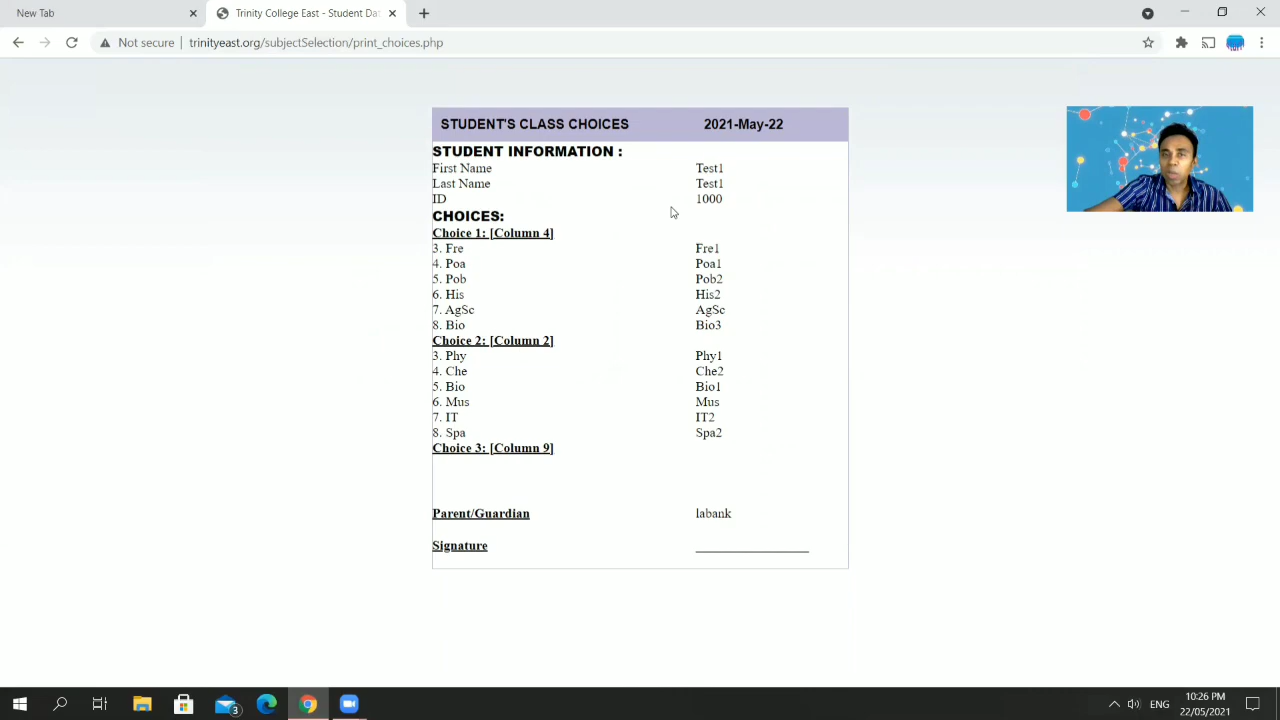 New Tab
Trinity College East - Student Dat
Not secure
trinityeast.org/subjectSelection/print_choices.php
STUDENT'S CLASS CHOICES 2021-May-22
STUDENT INFORMATION :
First Name Test1
Last Name Test1
ID 1000
CHOICES:
Choice 1: [Column 4]
3. Fre Fre1
4. Poa Poa1
5. Pob Pob2
6. His His2
7. AgSc AgSc
8. Bio Bio3
Choice 2: [Column 2]
3. Phy Phy1
4. Che Che2
5. Bio Bio1
6. Mus Mus
7. IT IT2
8. Spa Spa2
Choice 3: [Column 9]
Parent/Guardian labank
Signature
3
ENG
10:26 PM
22/05/2021